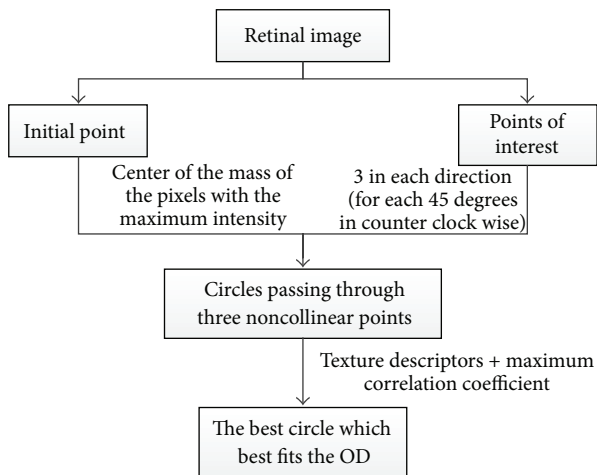 Retinal image
Initial point
Points of
interest
Center of the mass of
the pixels with the
maximum intensity
3 in each direction
(for each 45 degrees
in counter clock wise)
Circles passing through
three noncollinear points
Texture descriptors + maximum
correlation coefficient
The best circle which
best fits the OD